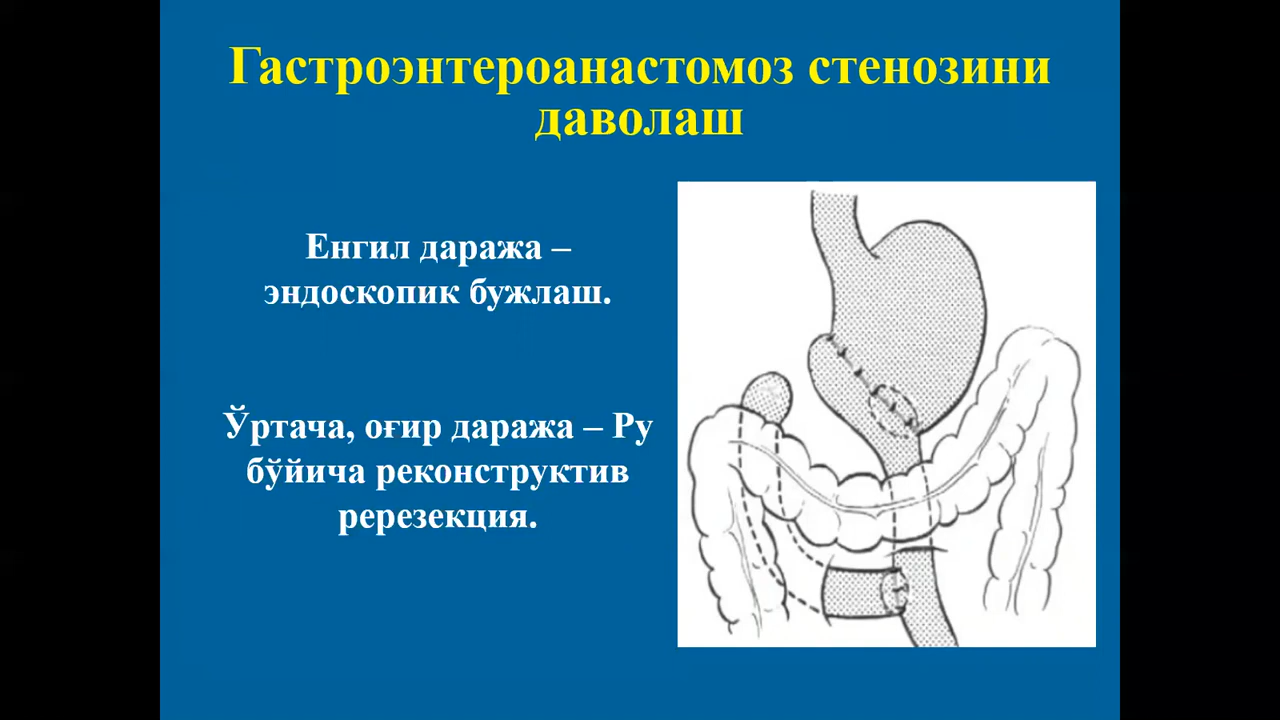 Гастроэнтероанастомоз стенозини
даволаш
Енгил даража –
эндоскопик бужлаш.
Ўртача, оғир даража – Ру
бўйича реконструктив
ререзекция.